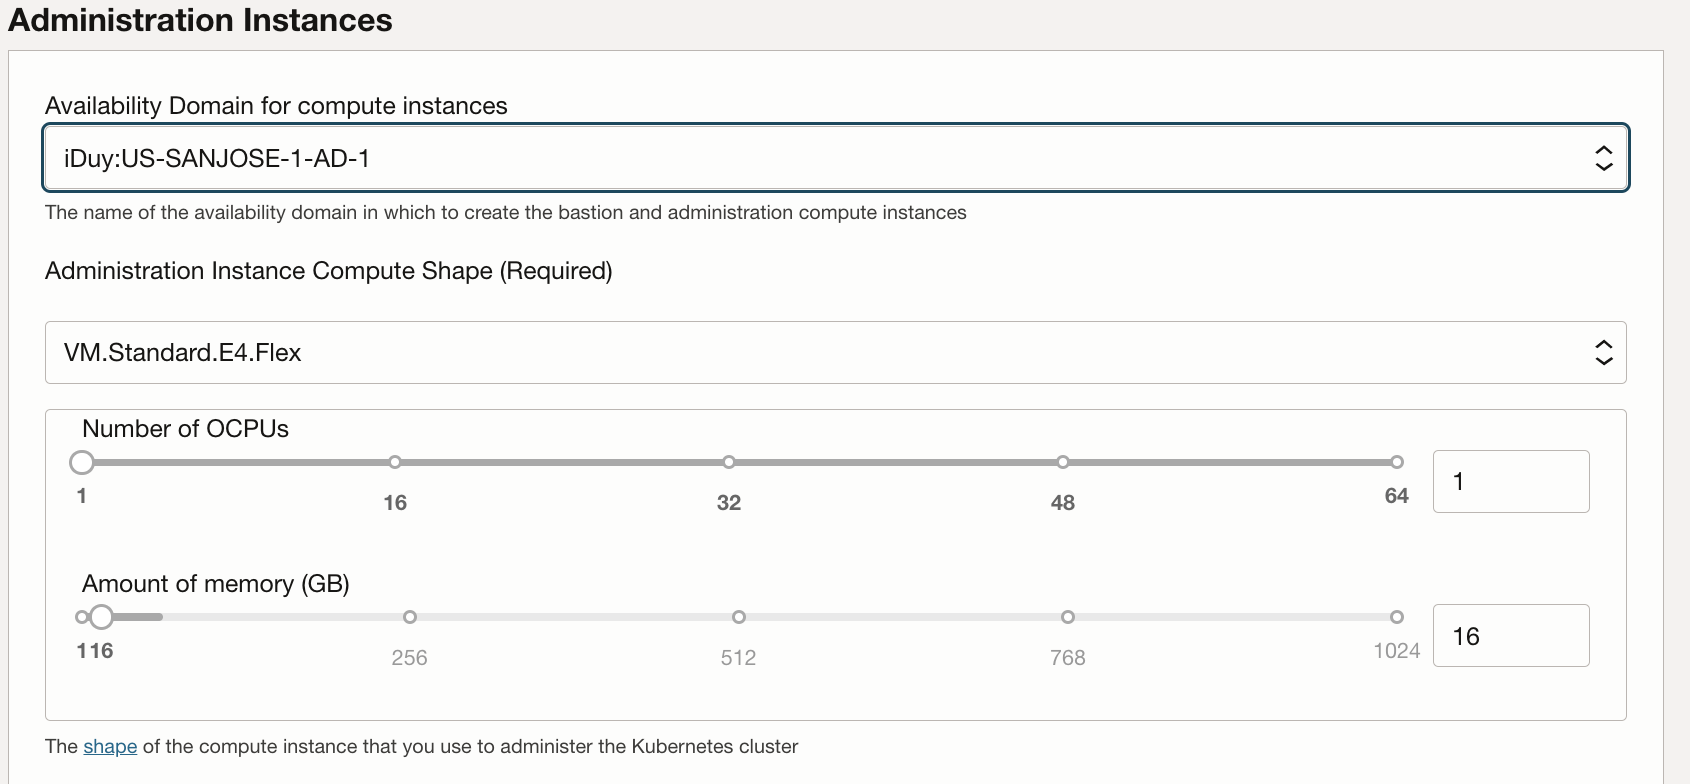 Administration Instances
Availability Domain for compute instances
iDuy:US-SANJOSE-1-AD-1
The name of the availability domain in which to create the bastion and administration compute instances
Administration Instance Compute Shape (Required)
VM.Standard.E4.Flex
Number of OCPUs
1 16 32 48 64 1
Amount of memory (GB)
1 16 256 512 768 1024 16
The shape of the compute instance that you use to administer the Kubernetes cluster